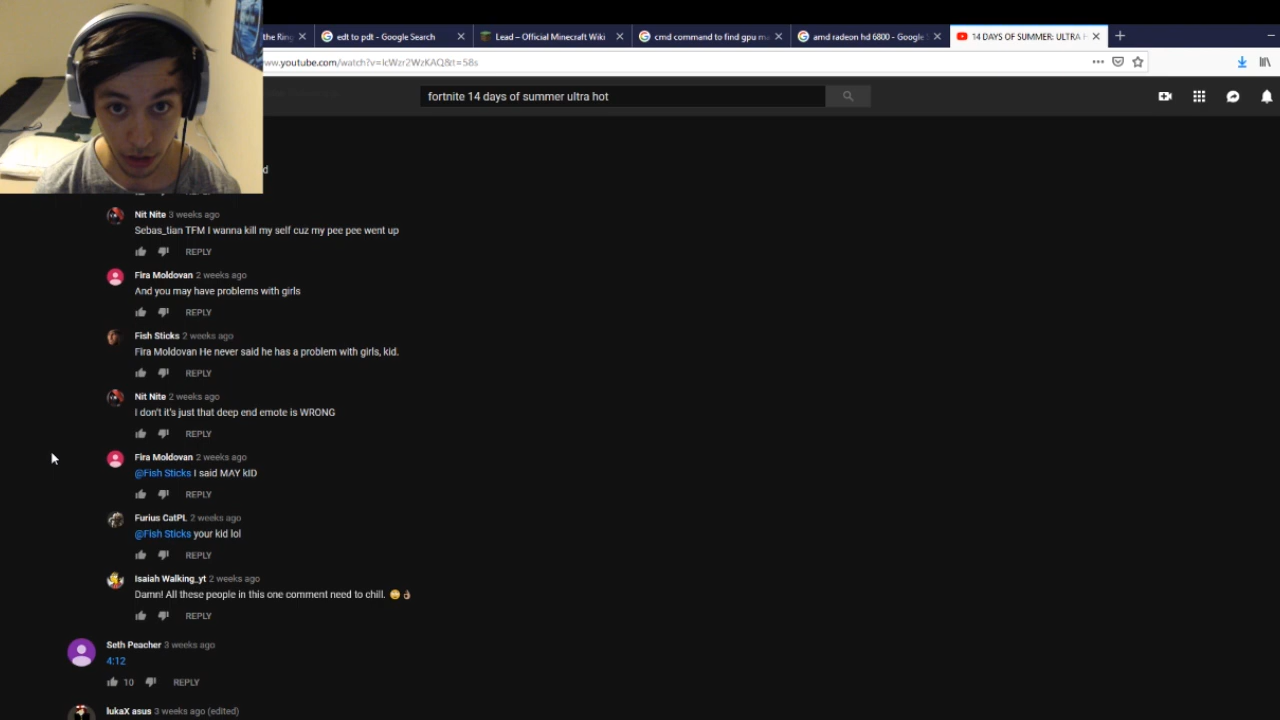 the Ring
edt to pdt - Google Search
Lead – Official Minecraft Wiki
cmd command to find gpu m
amd radeon hd 6800 - Google S
14 DAYS OF SUMMER: ULTRA H
ww.youtube.com/watch?v=IcWzr2WzKAQ&t=58s
fortnite 14 days of summer ultra hot
d
Nit Nite 3 weeks ago
Sebas_tian TFM I wanna kill my self cuz my pee pee went up
REPLY
Fira Moldovan 2 weeks ago
And you may have problems with girls
REPLY
Fish Sticks 2 weeks ago
Fira Moldovan He never said he has a problem with girls, kid.
REPLY
Nit Nite 2 weeks ago
I don't it's just that deep end emote is WRONG
REPLY
Fira Moldovan 2 weeks ago
@Fish Sticks I said MAY kID
REPLY
Furius CatPL 2 weeks ago
@Fish Sticks your kid lol
REPLY
Isaiah Walking_yt 2 weeks ago
Damn! All these people in this one comment need to chill. 😳👌
REPLY
Seth Peacher 3 weeks ago
4:12
10 REPLY
lukaX asus 3 weeks ago (edited)